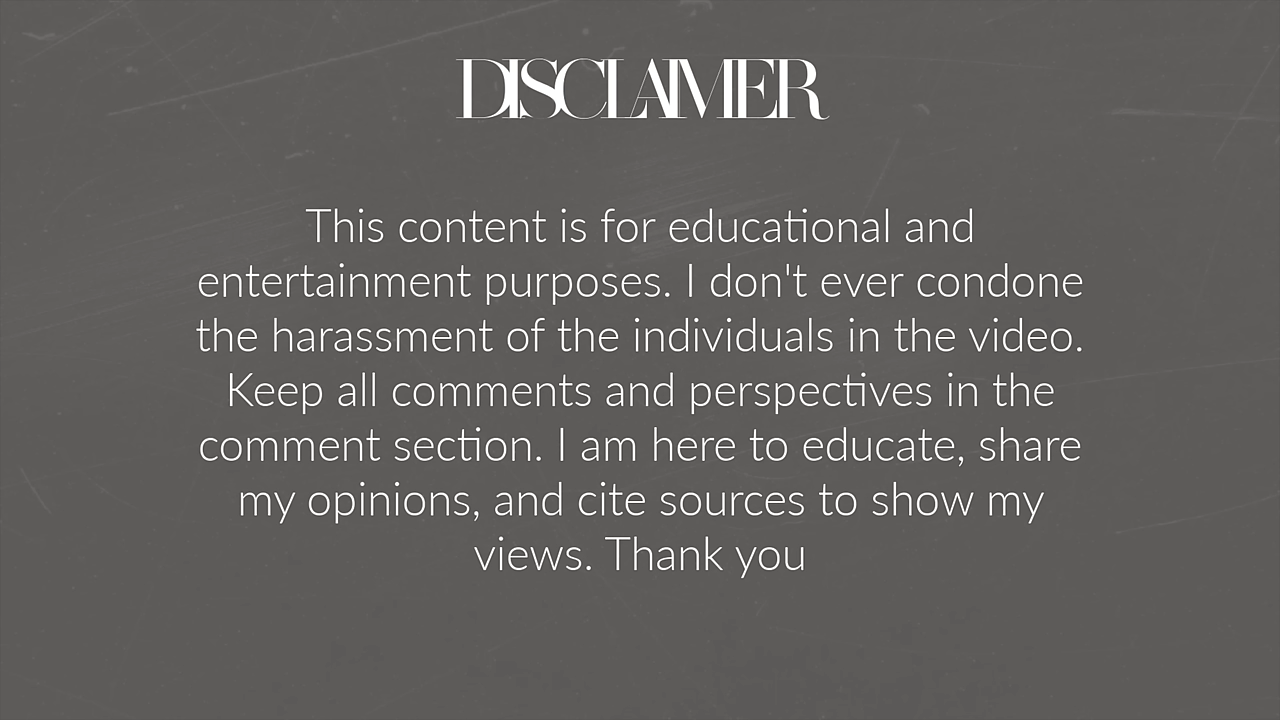 DISCLAIMER
This content is for educational and
entertainment purposes. I don't ever condone
the harassment of the individuals in the video.
Keep all comments and perspectives in the
comment section. I am here to educate, share
my opinions, and cite sources to show my
views. Thank you